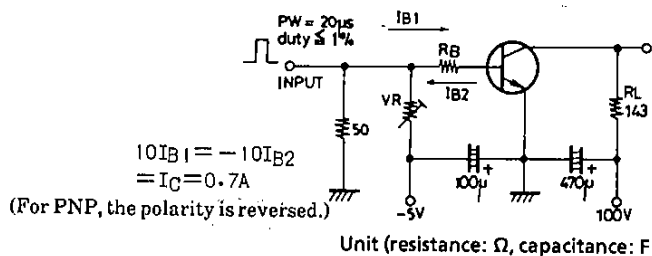 PW = 20μs
duty ≦ 1%
IB1
INPUT
RB
IB2
VR
50
RL
143
10IB1 = −10IB2
= IC = 0.7A
(For PNP, the polarity is reversed.)
100μ
+
470μ
+
−5V
100V
Unit (resistance: Ω, capacitance: F